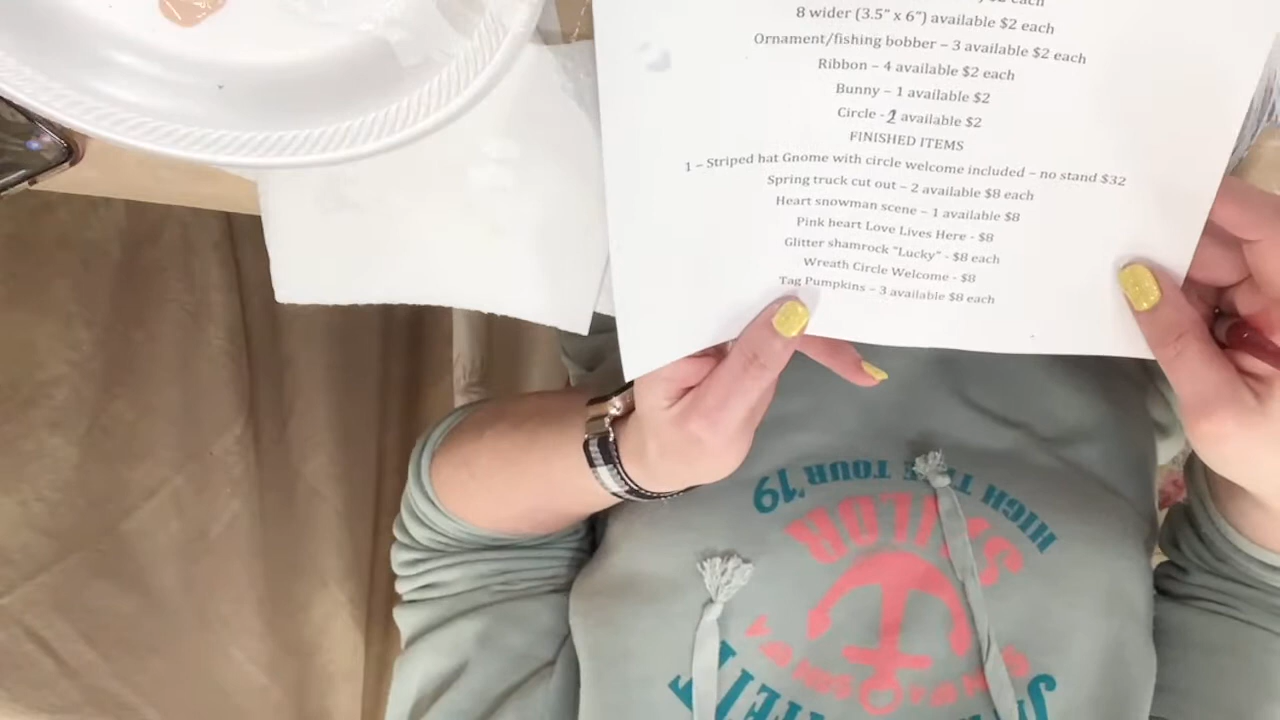 each
8 wider (3.5" x 6") available $2 each
Ornament/fishing bobber – 3 available $2 each
Ribbon – 4 available $2 each
Bunny – 1 available $2
Circle - 2 available $2
FINISHED ITEMS
1 – Striped hat Gnome with circle welcome included – no stand $32
Spring truck cut out – 2 available $8 each
Heart snowman scene – 1 available $8
Pink heart Love Lives Here - $8
Glitter shamrock "Lucky" - $8 each
Wreath Circle Welcome - $8
Tag Pumpkins – 3 available $8 each
HIGH TIDE TOUR '19
SAILOR